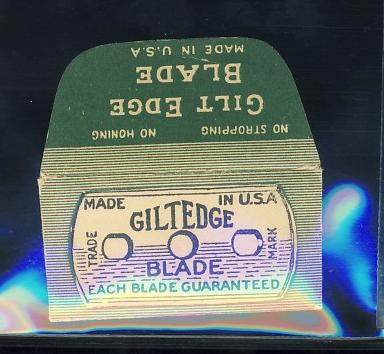 NO STROPPING NO HONING
GILT EDGE
BLADE
MADE IN U.S.A
MADE IN U.S.A
GILTEDGE
TRADE MARK
BLADE
EACH BLADE GUARANTEED